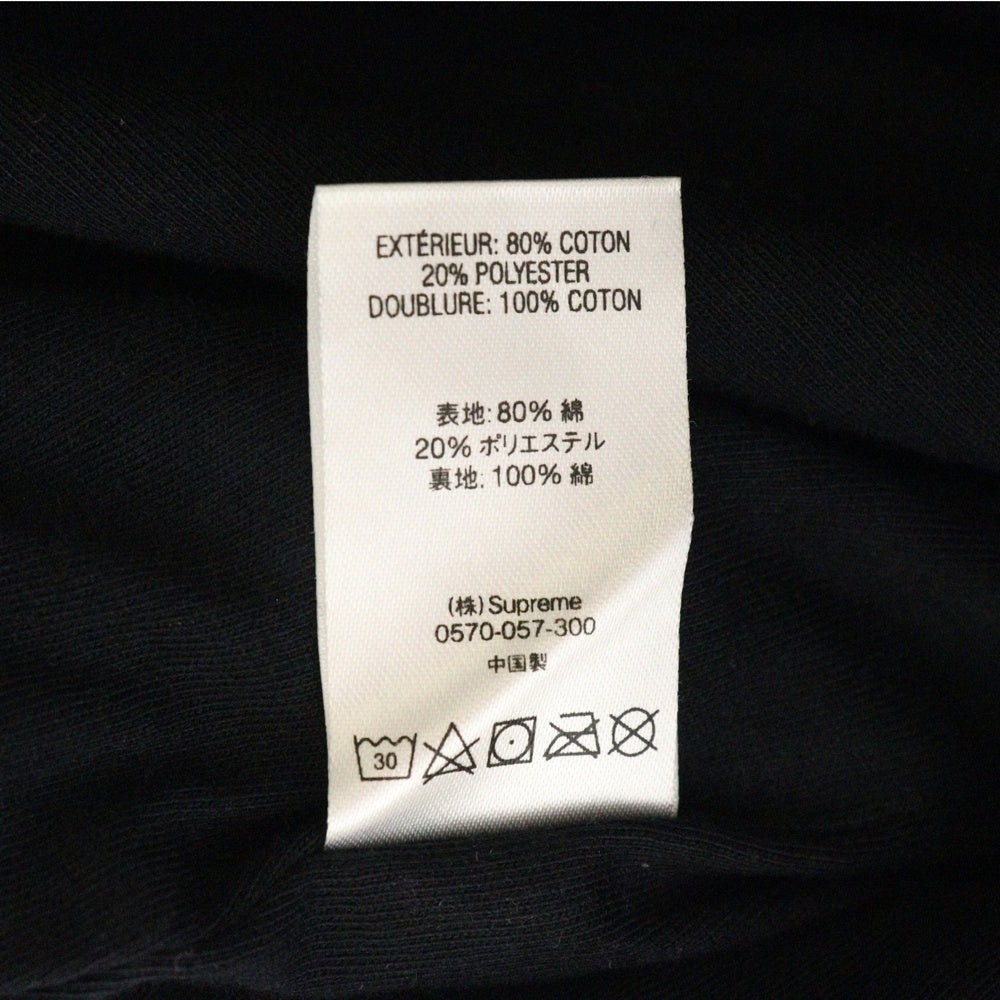 EXTÉRIEUR: 80% COTON
20% POLYESTER
DOUBLURE: 100% COTON
表地: 80% 綿
20% ポリエステル
裏地: 100% 綿
(株) Supreme
0570-057-300
中国製
30